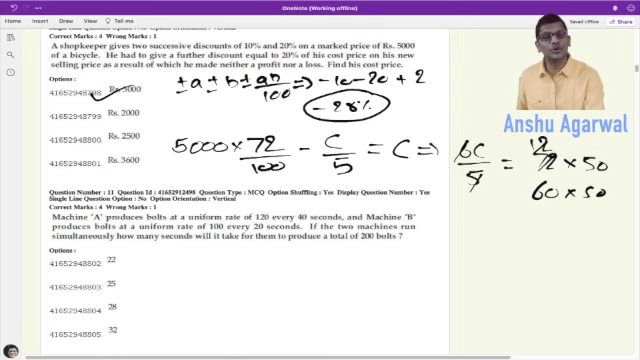 OneNote (Working offline)
Saved offline
Insert
Draw
View
Correct Marks : 4 Wrong Marks : 1
A shopkeeper gives two successive discounts of 10% and 20% on a marked price of Rs. 5000
of a bicycle. He had to give a further discount equal to 20% of his cost price on his new
selling price as a result of which he made neither a profit nor a loss. Find his cost price.
Options :
41652948798. Rs. 3000
41652948799. Rs. 2000
41652948800. Rs. 2500
41652948801. Rs. 3600
± a ± b ± ab/100 ⇒ -10 -20 + 2
-28%
5000 × 72/100 - C/5 = C ⇒ 6C/5 = 72 × 50
12
60 × 50
Anshu Agarwal
Question Number : 11 Question Id : 41652912498 Question Type : MCQ Option Shuffling : Yes Display Question Number : Yes
Single Line Question Option : No Option Orientation : Vertical
Correct Marks : 4 Wrong Marks : 1
Machine 'A' produces bolts at a uniform rate of 120 every 40 seconds, and Machine 'B'
produces bolts at a uniform rate of 100 every 20 seconds. If the two machines run
simultaneously how many seconds will it take for them to produce a total of 200 bolts ?
Options :
41652948802. 22
41652948803. 25
41652948804. 28
41652948805. 32